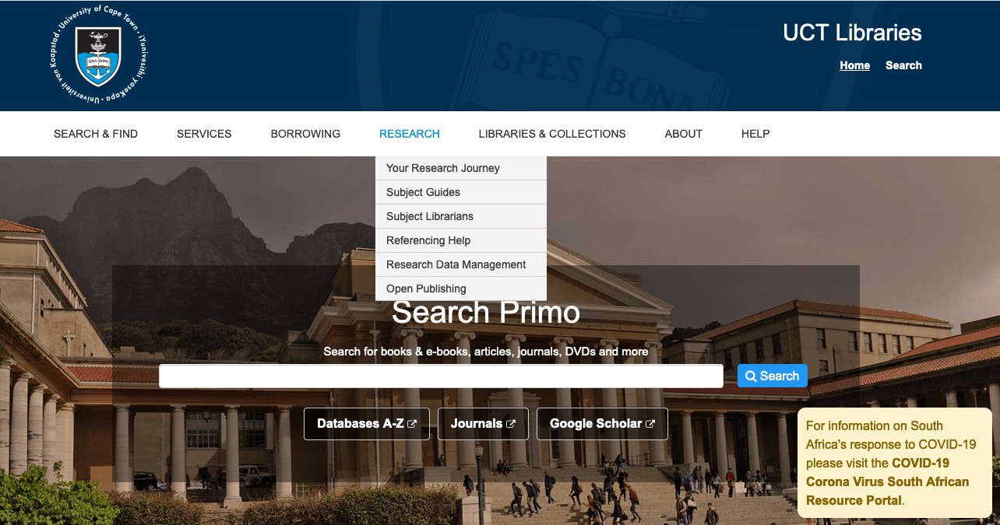 University of Cape Town · iYunivesithi yaseKapa · Universiteit van Kaapstad ·
SPES BONA
SPES BONA
UCT Libraries
Home Search
SEARCH & FIND SERVICES BORROWING RESEARCH LIBRARIES & COLLECTIONS ABOUT HELP
Your Research Journey
Subject Guides
Subject Librarians
Referencing Help
Research Data Management
Open Publishing
Search Primo
Search for books & e-books, articles, journals, DVDs and more
Search
Databases A-Z Journals Google Scholar
For information on South
Africa's response to COVID-19
please visit the COVID-19
Corona Virus South African
Resource Portal.